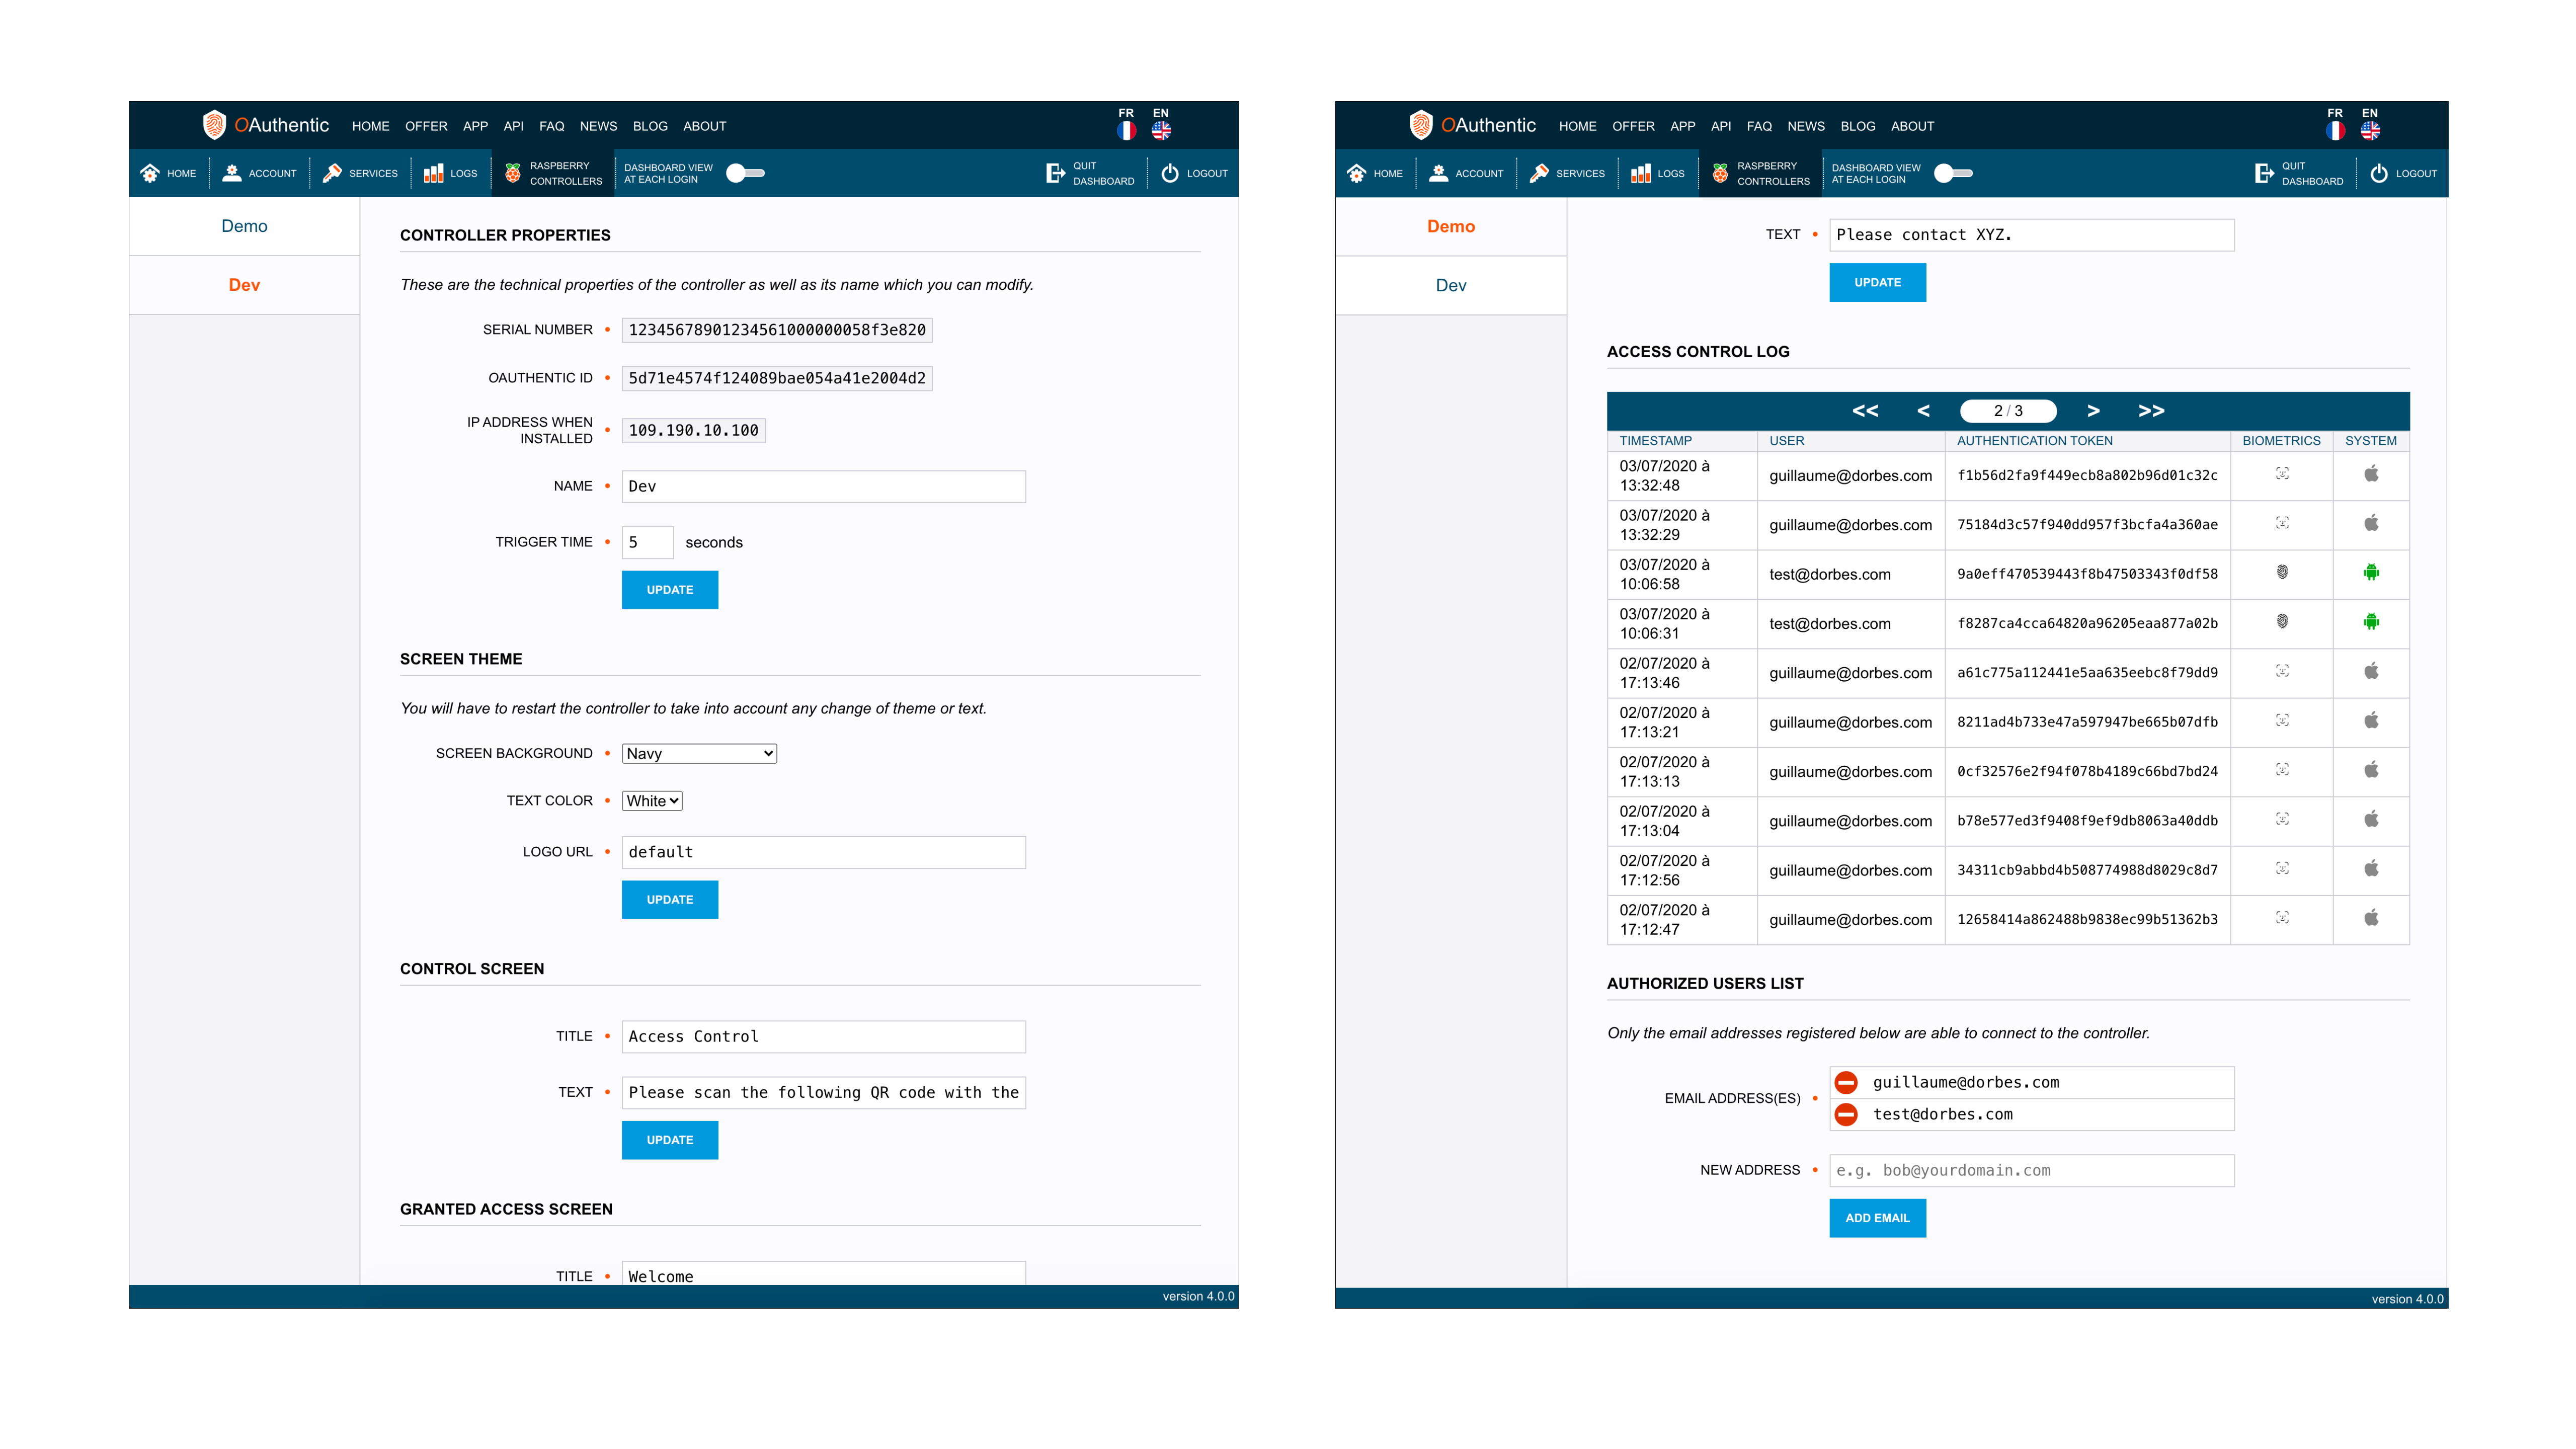 OAuthentic HOME OFFER APP API FAQ NEWS BLOG ABOUT FR EN
HOME ACCOUNT SERVICES LOGS RASPBERRY CONTROLLERS DASHBOARD VIEW AT EACH LOGIN QUIT DASHBOARD LOGOUT
Demo
Dev
CONTROLLER PROPERTIES
These are the technical properties of the controller as well as its name which you can modify.
SERIAL NUMBER • 12345678901234561000000058f3e820
OAUTHENTIC ID • 5d71e4574f124089bae054a41e2004d2
IP ADDRESS WHEN INSTALLED • 109.190.10.100
NAME • Dev
TRIGGER TIME • 5 seconds
UPDATE
SCREEN THEME
You will have to restart the controller to take into account any change of theme or text.
SCREEN BACKGROUND • Navy
TEXT COLOR • White
LOGO URL • default
UPDATE
CONTROL SCREEN
TITLE • Access Control
TEXT • Please scan the following QR code with the
UPDATE
GRANTED ACCESS SCREEN
TITLE • Welcome
version 4.0.0
OAuthentic HOME OFFER APP API FAQ NEWS BLOG ABOUT FR EN
HOME ACCOUNT SERVICES LOGS RASPBERRY CONTROLLERS DASHBOARD VIEW AT EACH LOGIN QUIT DASHBOARD LOGOUT
Demo
Dev
TEXT • Please contact XYZ.
UPDATE
ACCESS CONTROL LOG
<< < 2 / 3 > >>
TIMESTAMP USER AUTHENTICATION TOKEN BIOMETRICS SYSTEM
03/07/2020 à 13:32:48 guillaume@dorbes.com f1b56d2fa9f449ecb8a802b96d01c32c
03/07/2020 à 13:32:29 guillaume@dorbes.com 75184d3c57f940dd957f3bcfa4a360ae
03/07/2020 à 10:06:58 test@dorbes.com 9a0eff470539443f8b47503343f0df58
03/07/2020 à 10:06:31 test@dorbes.com f8287ca4cca64820a96205eaa877a02b
02/07/2020 à 17:13:46 guillaume@dorbes.com a61c775a112441e5aa635eebc8f79dd9
02/07/2020 à 17:13:21 guillaume@dorbes.com 8211ad4b733e47a597947be665b07dfb
02/07/2020 à 17:13:13 guillaume@dorbes.com 0cf32576e2f94f078b4189c66bd7bd24
02/07/2020 à 17:13:04 guillaume@dorbes.com b78e577ed3f9408f9ef9db8063a40ddb
02/07/2020 à 17:12:56 guillaume@dorbes.com 34311cb9abbd4b508774988d8029c8d7
02/07/2020 à 17:12:47 guillaume@dorbes.com 12658414a862488b9838ec99b51362b3
AUTHORIZED USERS LIST
Only the email addresses registered below are able to connect to the controller.
EMAIL ADDRESS(ES) • guillaume@dorbes.com
test@dorbes.com
NEW ADDRESS • e.g. bob@yourdomain.com
ADD EMAIL
version 4.0.0